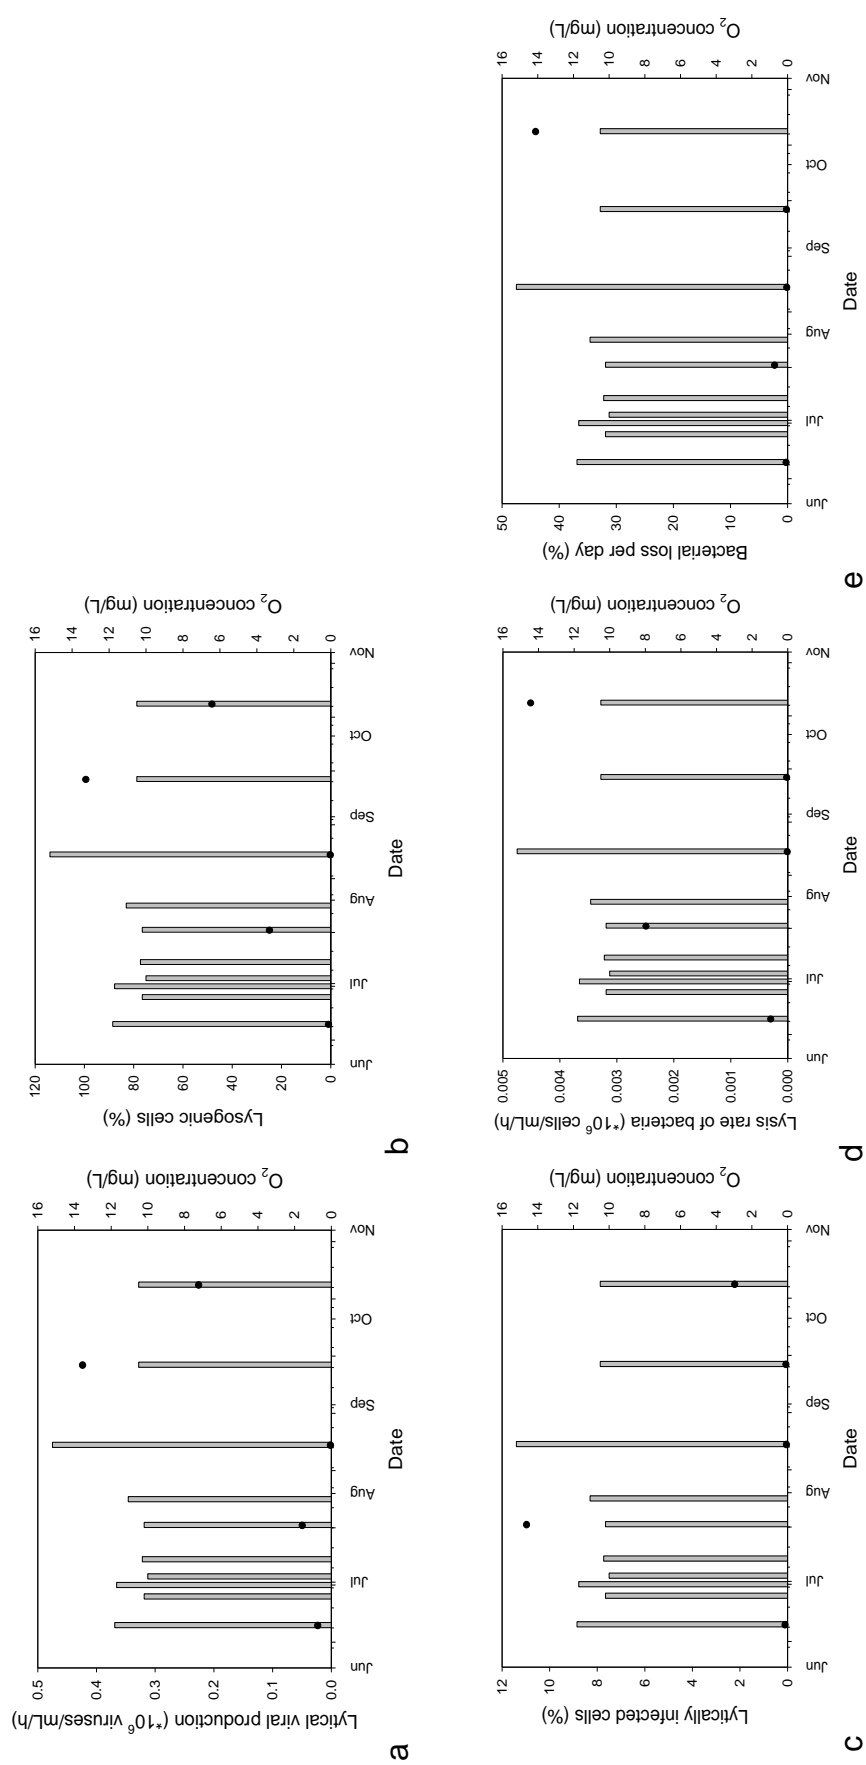 a
Lytical viral production (*10⁶ viruses/mL/h)
0.5
0.4
0.3
0.2
0.1
0.0
Jun
Jul
Aug
Sep
Oct
Nov
Date
16
14
12
10
8
6
4
2
0
O₂ concentration (mg/L)
b
Lysogenic cells (%)
120
100
80
60
40
20
0
Jun
Jul
Aug
Sep
Oct
Nov
Date
16
14
12
10
8
6
4
2
0
O₂ concentration (mg/L)
c
Lytically infected cells (%)
12
10
8
6
4
2
0
Jun
Jul
Aug
Sep
Oct
Nov
Date
16
14
12
10
8
6
4
2
0
O₂ concentration (mg/L)
d
Lysis rate of bacteria (*10⁶ cells/mL/h)
0.005
0.004
0.003
0.002
0.001
0.000
Jun
Jul
Aug
Sep
Oct
Nov
Date
16
14
12
10
8
6
4
2
0
O₂ concentration (mg/L)
e
Bacterial loss per day (%)
50
40
30
20
10
0
Jun
Jul
Aug
Sep
Oct
Nov
Date
16
14
12
10
8
6
4
2
0
O₂ concentration (mg/L)